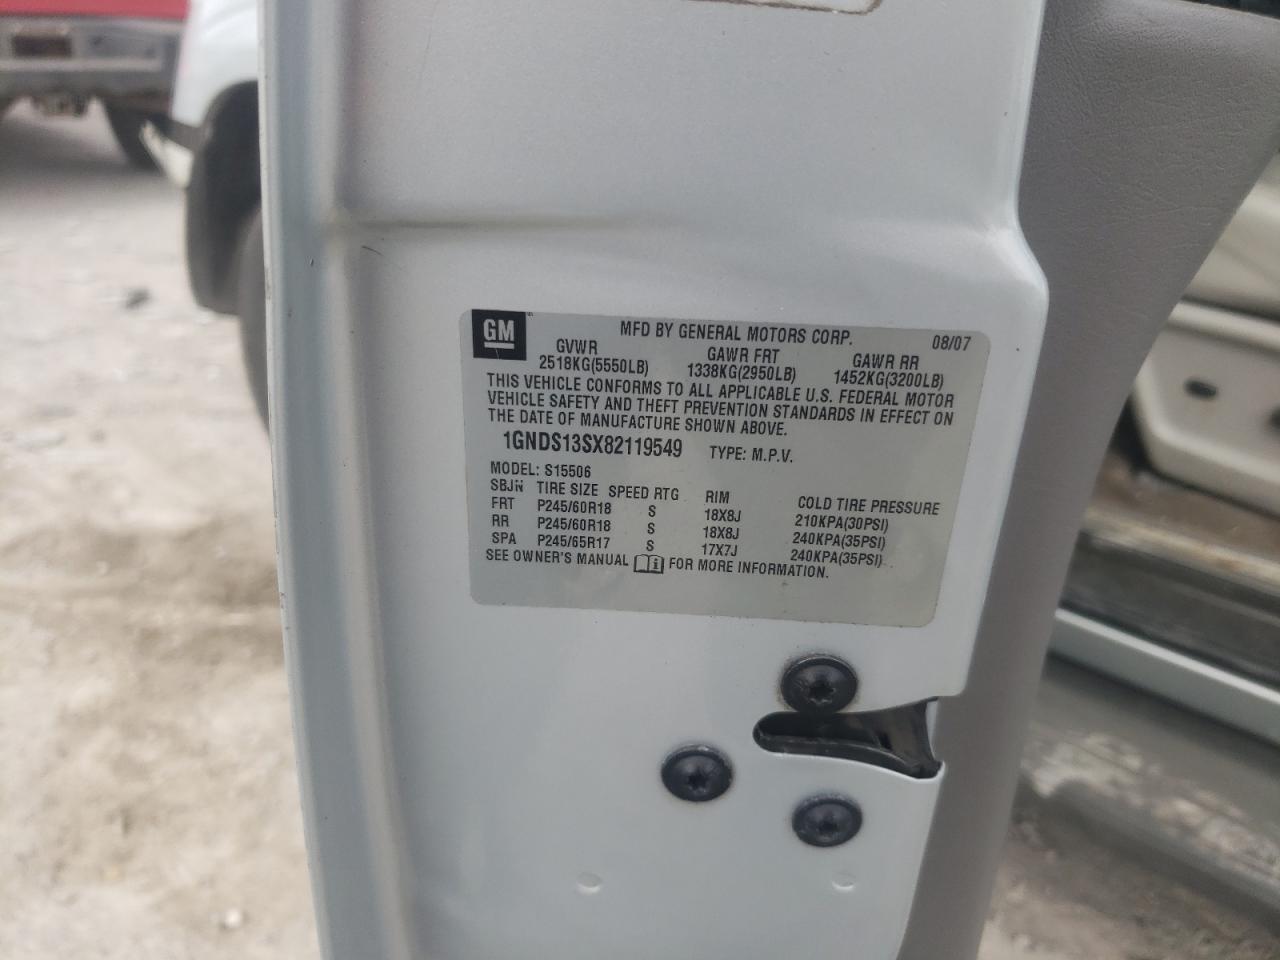 GM
MFD BY GENERAL MOTORS CORP. 08/07
GVWR GAWR FRT GAWR RR
2518KG(5550LB) 1338KG(2950LB) 1452KG(3200LB)
THIS VEHICLE CONFORMS TO ALL APPLICABLE U.S. FEDERAL MOTOR
VEHICLE SAFETY AND THEFT PREVENTION STANDARDS IN EFFECT ON
THE DATE OF MANUFACTURE SHOWN ABOVE.
1GNDS13SX82119549 TYPE: M.P.V.
MODEL: S15506
TIRE SIZE SPEED RTG RIM COLD TIRE PRESSURE
FRT P245/60R18 S 18X8J 210KPA(30PSI)
RR P245/60R18 S 18X8J 240KPA(35PSI)
SPA P245/65R17 S 17X7J 240KPA(35PSI)
SEE OWNER'S MANUAL i FOR MORE INFORMATION.